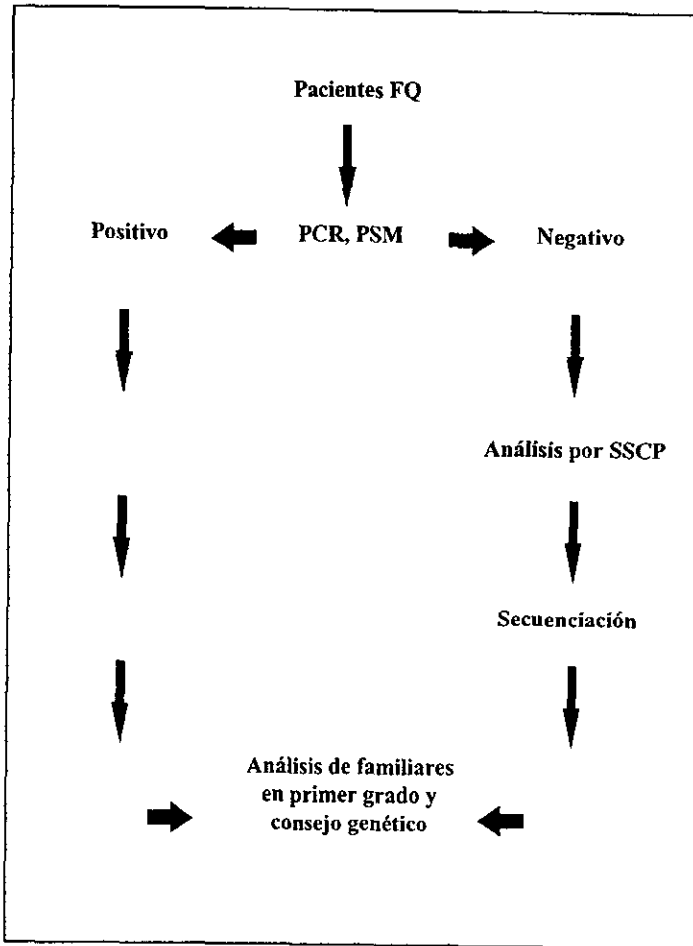 Pacientes FQ
Positivo
PCR, PSM
Negativo
Análisis por SSCP
Secuenciación
Análisis de familiares
en primer grado y
consejo genético